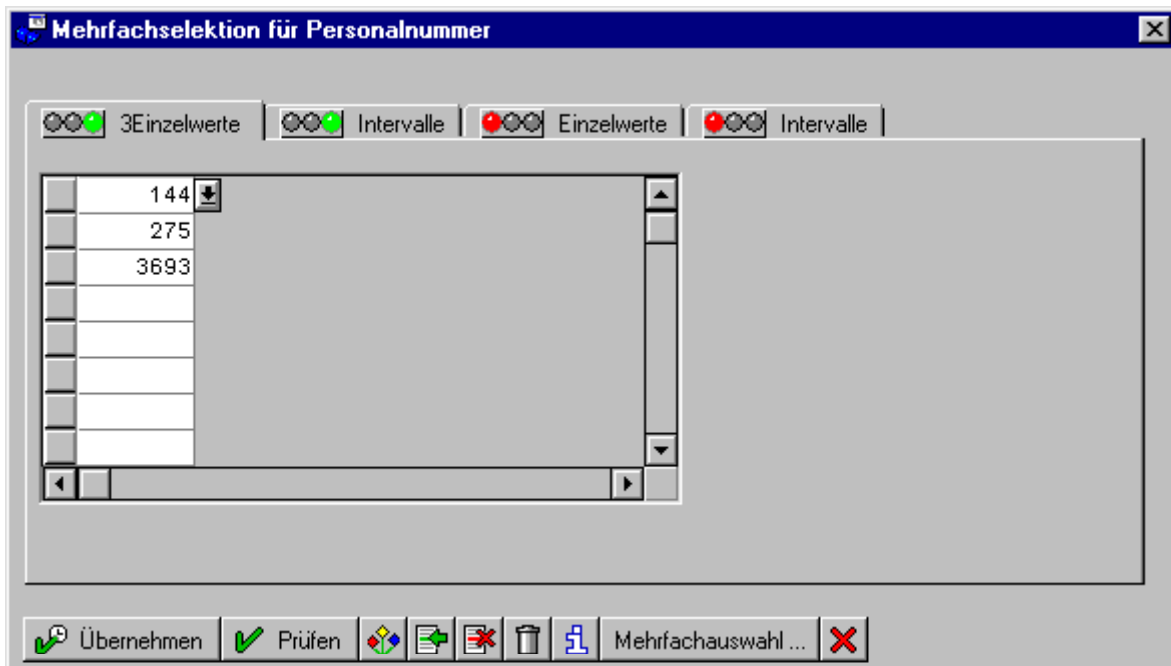 Mehrfachselektion für Personalnummer
3Einzelwerte Intervalle Einzelwerte Intervalle
144
275
3693
Übernehmen Prüfen Mehrfachauswahl ...